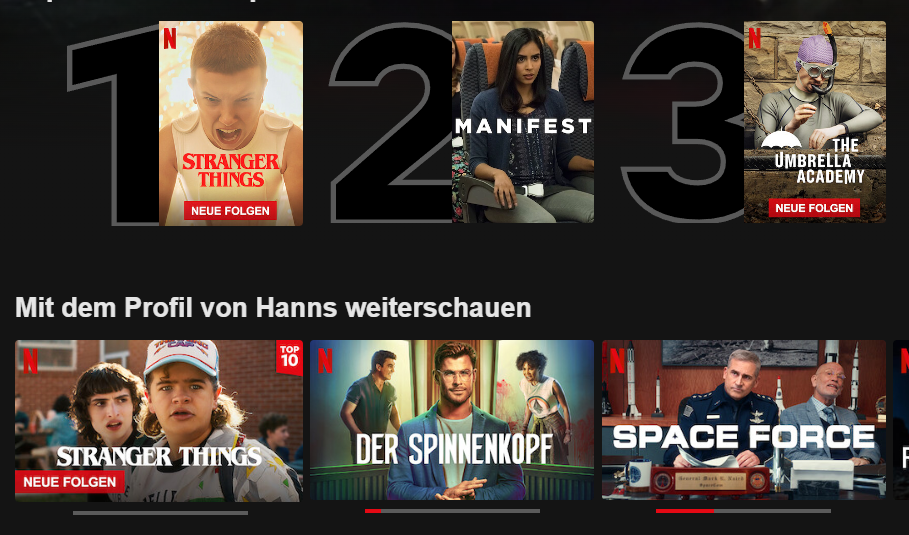 1
2
3
N
STRANGER
THINGS
NEUE FOLGEN
MANIFEST
N
THE
UMBRELLA
ACADEMY
NEUE FOLGEN
Mit dem Profil von Hanns weiterschauen
N
TOP
10
STRANGER THINGS
NEUE FOLGEN
N
DER SPINNENKOPF
N
SPACE FORCE
General Mark R. Naird